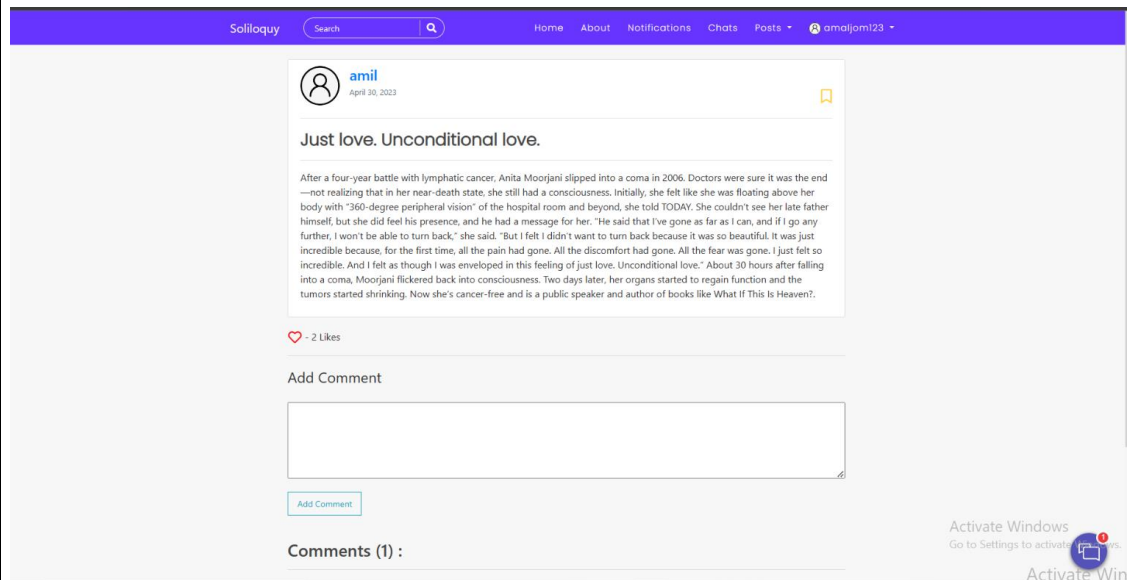 Soliloquy Search Home About Notifications Chats Posts amaljom123
amil
April 30, 2023
Just love. Unconditional love.
After a four-year battle with lymphatic cancer, Anita Moorjani slipped into a coma in 2006. Doctors were sure it was the end
—not realizing that in her near-death state, she still had a consciousness. Initially, she felt like she was floating above her
body with "360-degree peripheral vision" of the hospital room and beyond, she told TODAY. She couldn't see her late father
himself, but she did feel his presence, and he had a message for her. "He said that I've gone as far as I can, and if I go any
further, I won't be able to turn back," she said. "But I felt I didn't want to turn back because it was so beautiful. It was just
incredible because, for the first time, all the pain had gone. All the discomfort had gone. All the fear was gone. I just felt so
incredible. And I felt as though I was enveloped in this feeling of just love. Unconditional love." About 30 hours after falling
into a coma, Moorjani flickered back into consciousness. Two days later, her organs started to regain function and the
tumors started shrinking. Now she's cancer-free and is a public speaker and author of books like What If This Is Heaven?.
- 2 Likes
Add Comment
Add Comment
Comments (1) :
Activate Windows
Go to Settings to activate
1
Activate Win